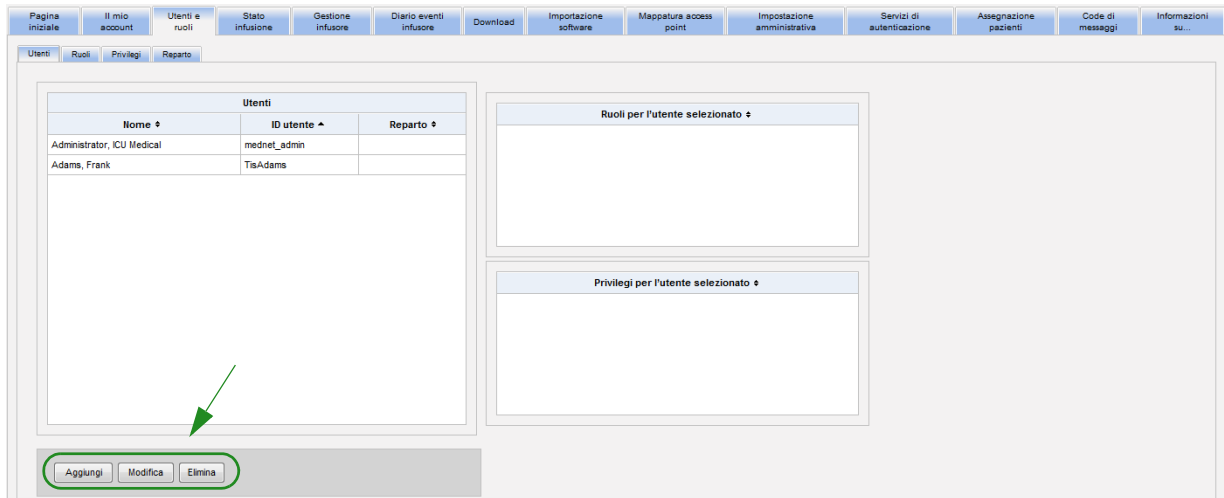 Pagina iniziale
Il mio account
Utenti e ruoli
Stato infusione
Gestione infusore
Diario eventi infusore
Download
Importazione software
Mappatura access point
Impostazione amministrativa
Servizi di autenticazione
Assegnazione pazienti
Code di messaggi
Informazioni su...
Utenti Ruoli Privilegi Reparto
Utenti
Nome ID utente Reparto
Administrator, ICU Medical mednet_admin
Adams, Frank TisAdams
Ruoli per l'utente selezionato
Privilegi per l'utente selezionato
Aggiungi Modifica Elimina